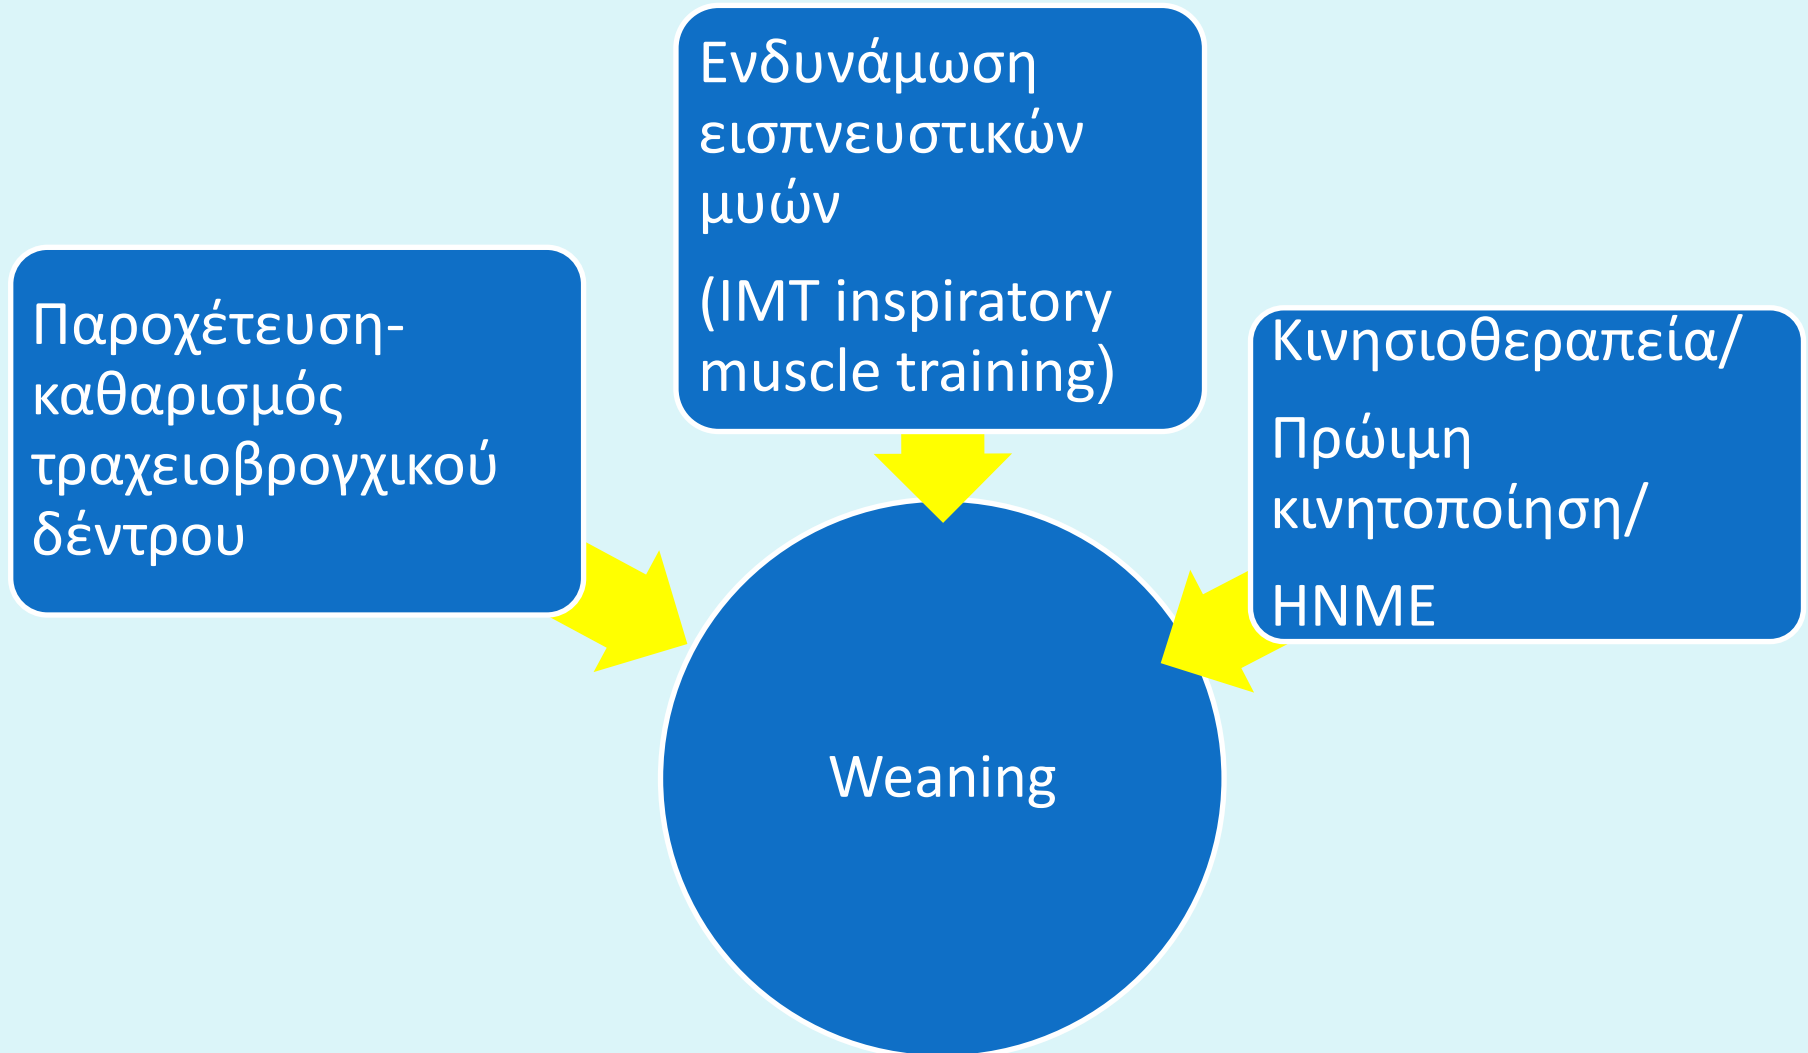 Παροχέτευση-
καθαρισμός
τραχειοβρογχικού
δέντρου
Ενδυνάμωση
εισπνευστικών
μυών
(IMT inspiratory
muscle training)
Κινησιοθεραπεία/
Πρώιμη
κινητοποίηση/
ΗΝΜΕ
Weaning